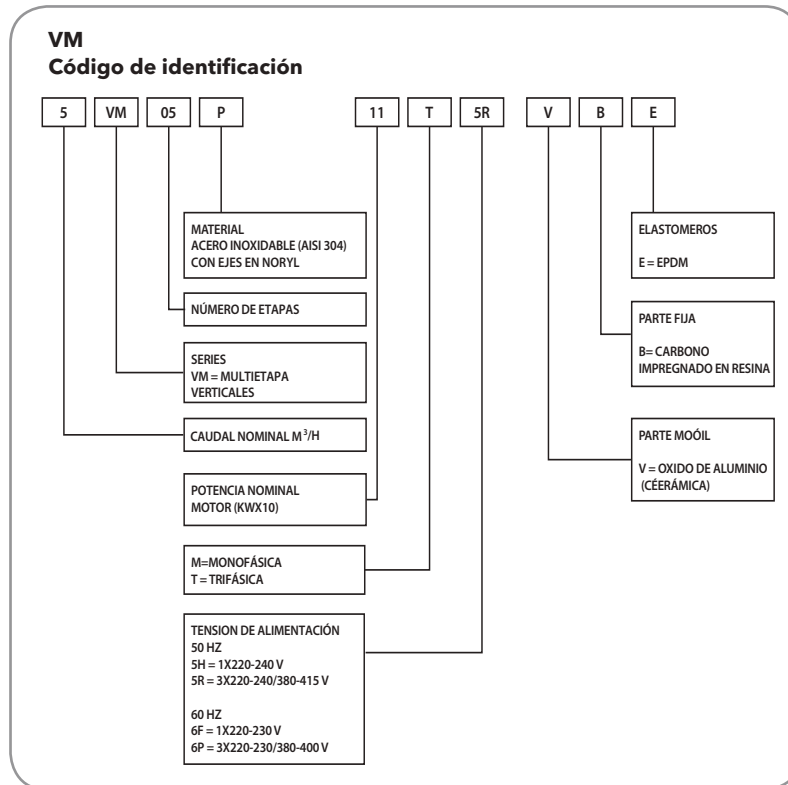 VM
Código de identificación
5 VM 05 P 11 T 5R V B E
MATERIAL
ACERO INOXIDABLE (AISI 304)
CON EJES EN NORYL
NÚMERO DE ETAPAS
SERIES
VM = MULTIETAPA
VERTICALES
CAUDAL NOMINAL M³/H
POTENCIA NOMINAL
MOTOR (KWX10)
M=MONOFÁSICA
T = TRIFÁSICA
TENSION DE ALIMENTACIÓN
50 HZ
5H = 1X220-240 V
5R = 3X220-240/380-415 V
60 HZ
6F = 1X220-230 V
6P = 3X220-230/380-400 V
ELASTOMEROS
E = EPDM
PARTE FIJA
B= CARBONO
IMPREGNADO EN RESINA
PARTE MOÓIL
V = OXIDO DE ALUMINIO
(CÉERÁMICA)